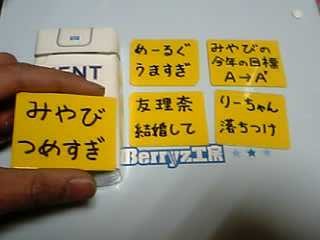 めーるぐ
うますぎ
みやびの
今年の目標
A→A⁺
みやび
つめすぎ
友理奈
結婚して
りーちゃん
落ちつけ
ENT
Berryz工房